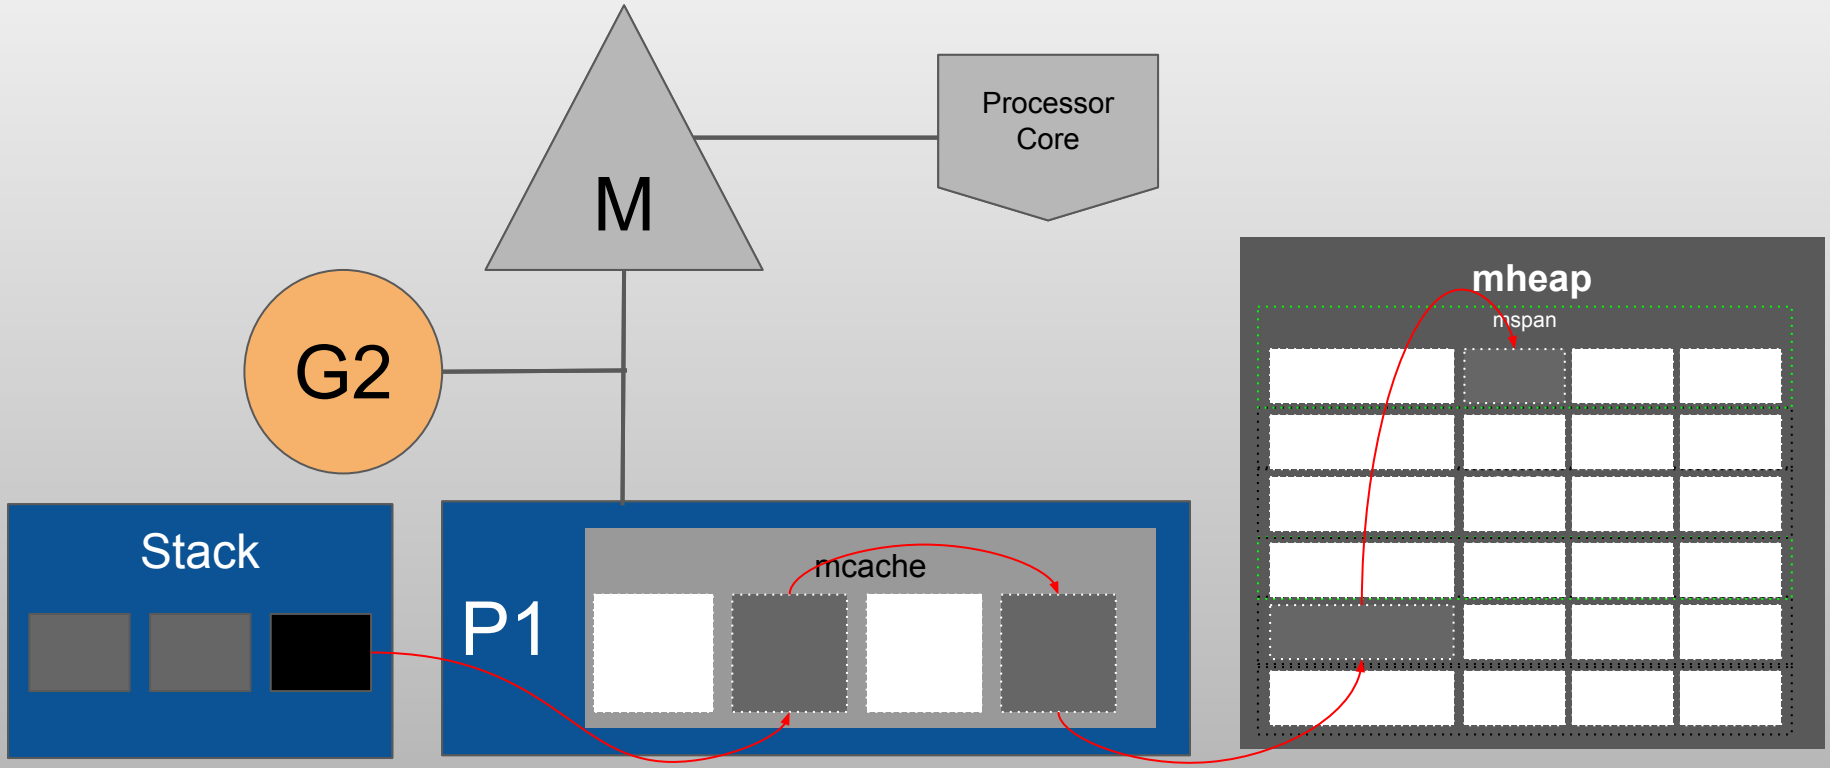 Processor
Core
M
mheap
mspan
G2
Stack
mcache
P1